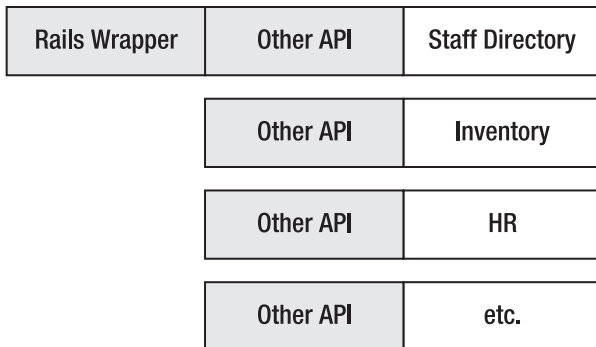 Rails Wrapper Other API Staff Directory
Other API Inventory
Other API HR
Other API etc.